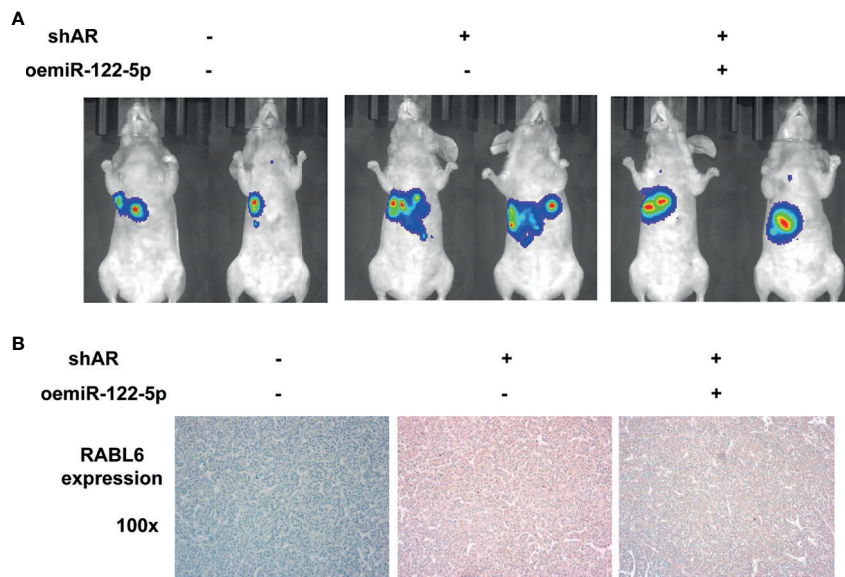 A
shAR - + +
oemiR-122-5p - - +
B
shAR - + +
oemiR-122-5p - - +
RABL6
expression
100x